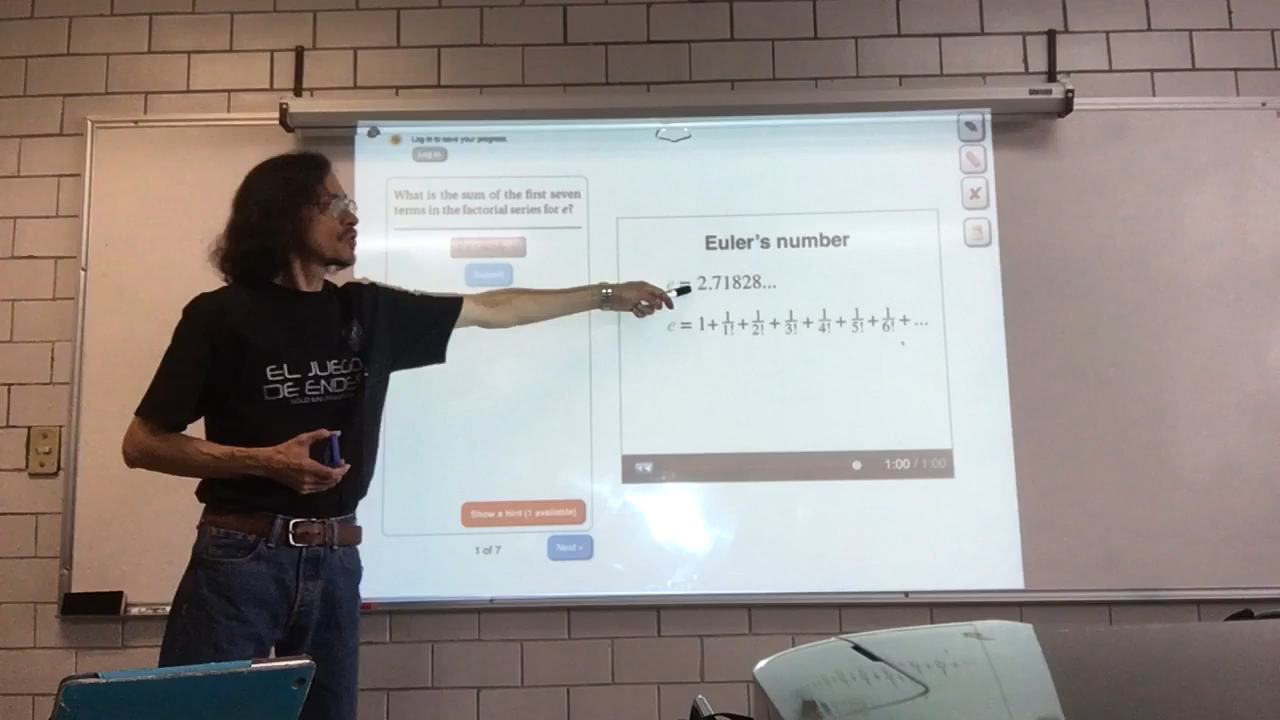 Log in to save your progress.
Log in
What is the sum of the first seven
terms in the factorial series for e?
Submit
Show a hint (1 available)
1 of 7
Next »
Euler's number
e = 2.71828...
e = 1 + 1/1! + 1/2! + 1/3! + 1/4! + 1/5! + 1/6! + ...
1:00 / 1:00
EL JUEGO
DE ENDE